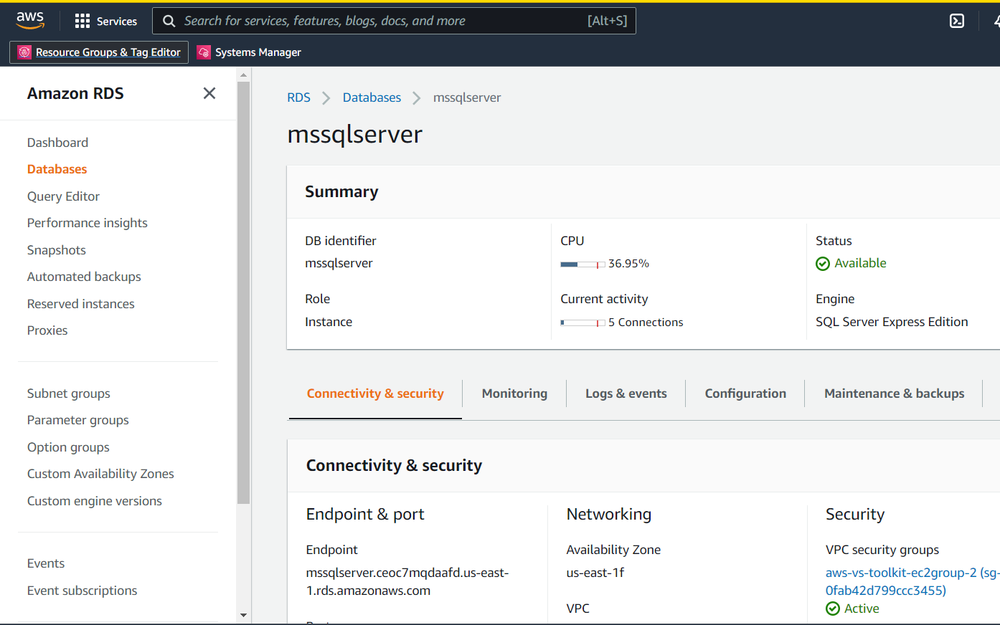 aws
Services
Search for services, features, blogs, docs, and more
[Alt+S]
Resource Groups & Tag Editor
Systems Manager
Amazon RDS
Dashboard
Databases
Query Editor
Performance insights
Snapshots
Automated backups
Reserved instances
Proxies
Subnet groups
Parameter groups
Option groups
Custom Availability Zones
Custom engine versions
Events
Event subscriptions
RDS
Databases
mssqlserver
mssqlserver
Summary
DB identifier
mssqlserver
Role
Instance
CPU
36.95%
Current activity
5 Connections
Status
Available
Engine
SQL Server Express Edition
Connectivity & security
Monitoring
Logs & events
Configuration
Maintenance & backups
Connectivity & security
Endpoint & port
Endpoint
mssqlserver.ceoc7mqdaafd.us-east-
1.rds.amazonaws.com
Networking
Availability Zone
us-east-1f
VPC
Security
VPC security groups
aws-vs-toolkit-ec2group-2 (sg-
0fab42d799ccc3455)
Active